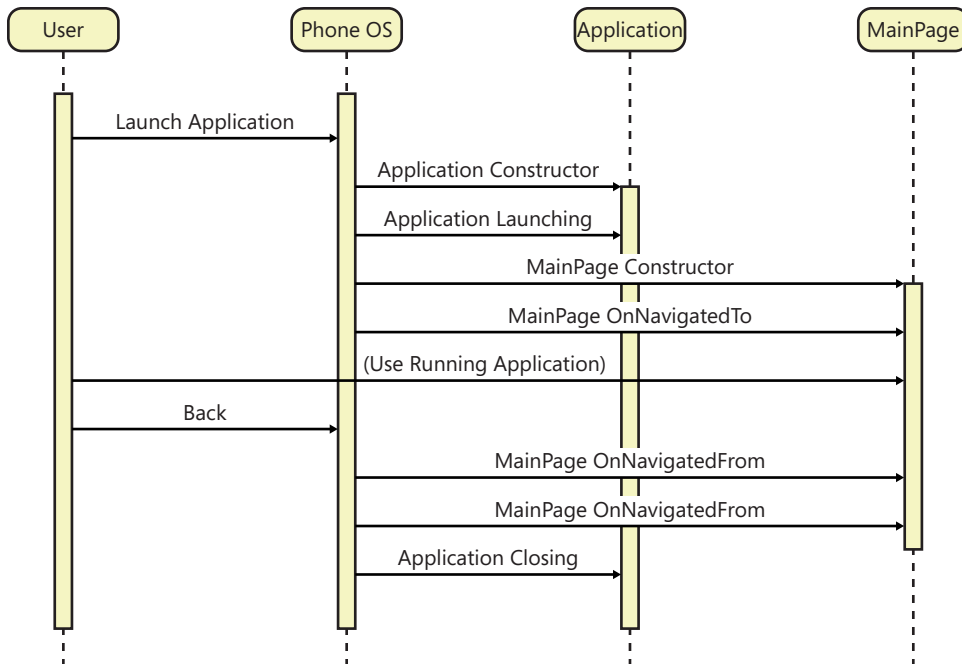 User
Phone OS
Application
MainPage
Launch Application
Application Constructor
Application Launching
MainPage Constructor
MainPage OnNavigatedTo
(Use Running Application)
Back
MainPage OnNavigatedFrom
MainPage OnNavigatedFrom
Application Closing